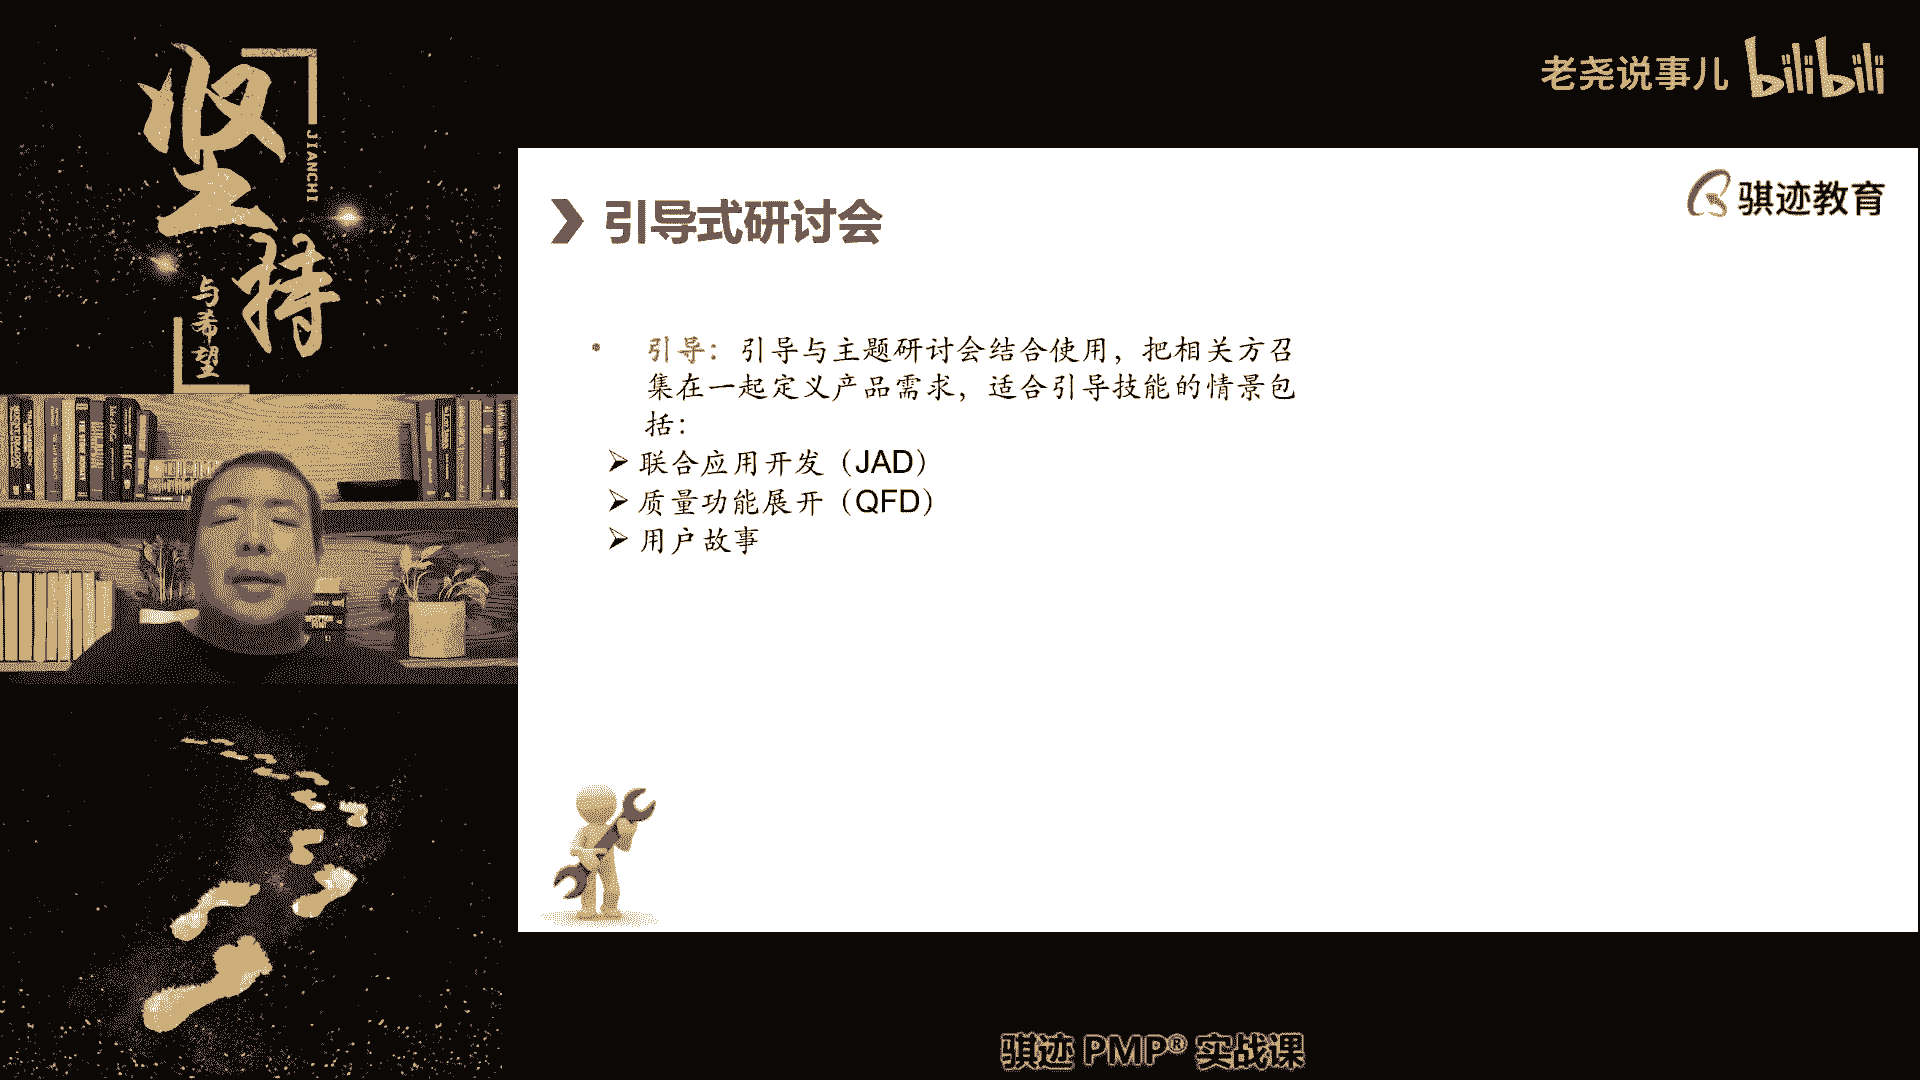 坚持
JIANCHI
与希望
老尧说事儿 bilibili
骐迹教育
引导式研讨会
• 引导：引导与主题研讨会结合使用，把相关方召
集在一起定义产品需求，适合引导技能的情景包
括：
➢ 联合应用开发（JAD）
➢ 质量功能展开（QFD）
➢ 用户故事
骐迹 PMP® 实战课